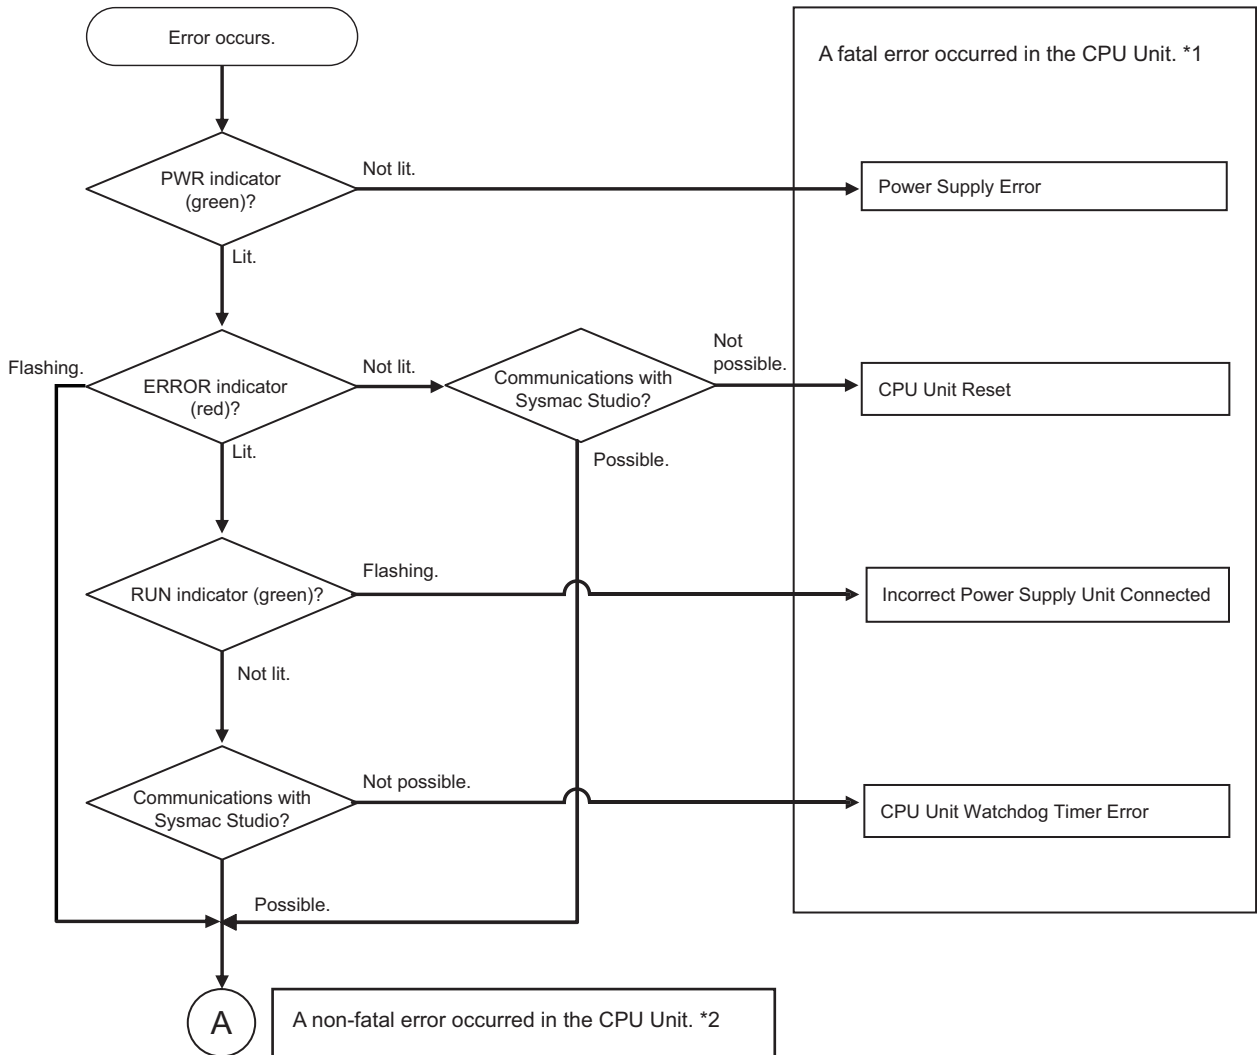 Error occurs.
A fatal error occurred in the CPU Unit. *1
PWR indicator
(green)?
Not lit.
Power Supply Error
Lit.
Flashing.
ERROR indicator
(red)?
Not lit.
Communications with
Sysmac Studio?
Not
possible.
CPU Unit Reset
Lit.
Possible.
RUN indicator (green)?
Flashing.
Incorrect Power Supply Unit Connected
Not lit.
Communications with
Sysmac Studio?
Not possible.
CPU Unit Watchdog Timer Error
Possible.
A
A non-fatal error occurred in the CPU Unit. *2